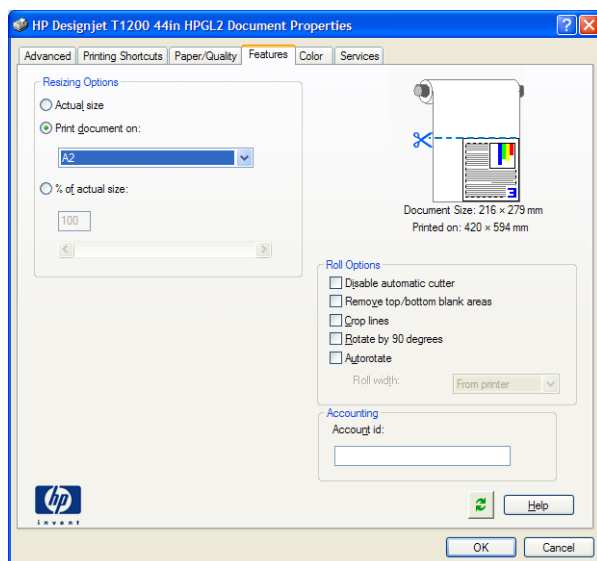 HP Designjet T1200 44in HPGL2 Document Properties
Advanced Printing Shortcuts Paper/Quality Features Color Services
Resizing Options
Actual size
Print document on:
A2
% of actual size:
100
3
Document Size: 216 × 279 mm
Printed on: 420 × 594 mm
Roll Options
Disable automatic cutter
Remove top/bottom blank areas
Crop lines
Rotate by 90 degrees
Autorotate
Roll width: From printer
Accounting
Account id:
hp
invent
Help
OK Cancel